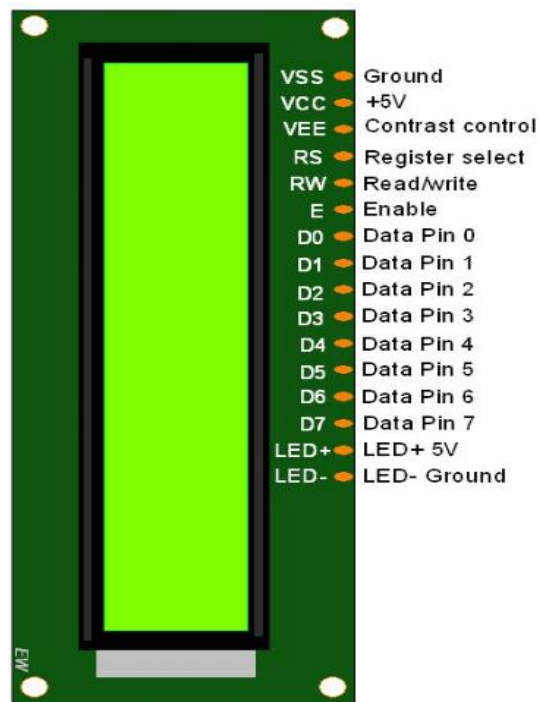 VSS Ground
VCC +5V
VEE Contrast control
RS Register select
RW Read/write
E Enable
D0 Data Pin 0
D1 Data Pin 1
D2 Data Pin 2
D3 Data Pin 3
D4 Data Pin 4
D5 Data Pin 5
D6 Data Pin 6
D7 Data Pin 7
LED+ LED+ 5V
LED- LED- Ground
EW